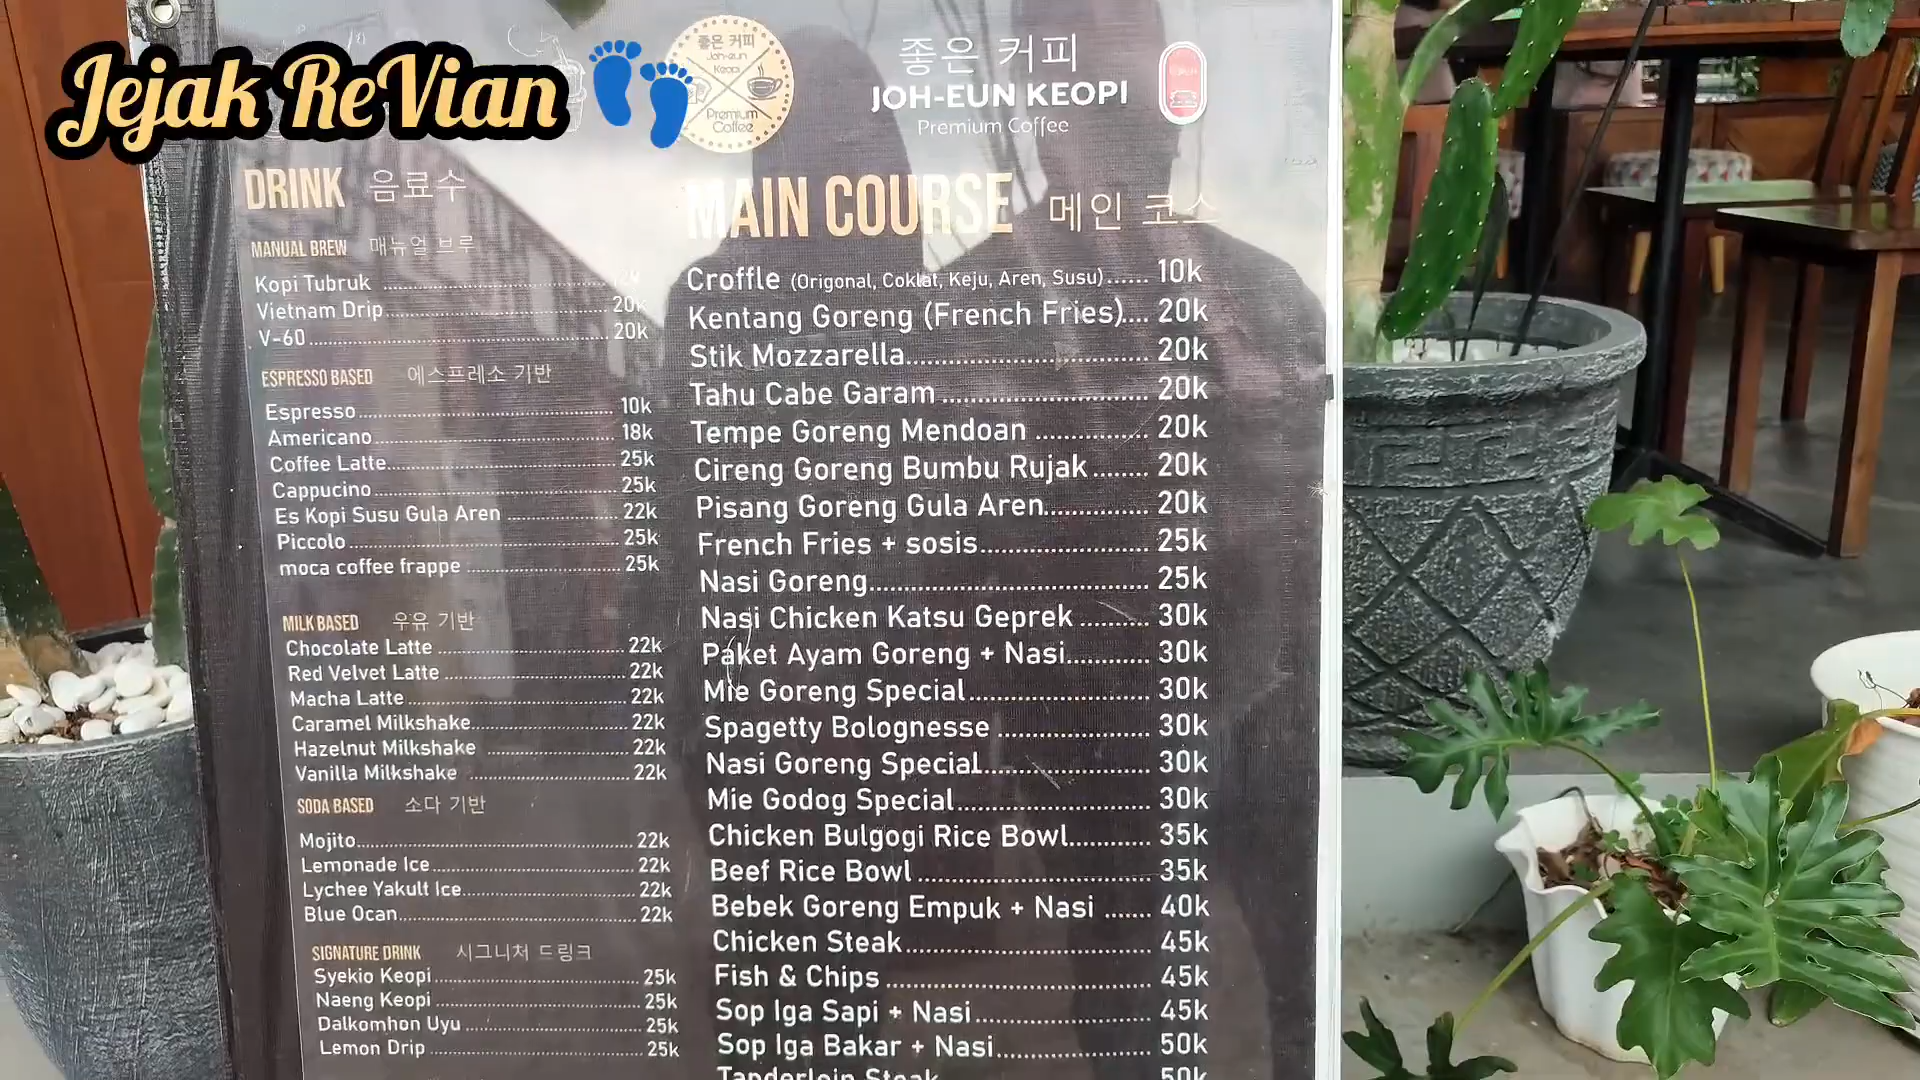 Jejak ReVian
좋은 커피
Joh-eun
Keopi
Premium
Coffee
좋은 커피
JOH-EUN KEOPI
Premium Coffee
DRINK 음료수
MANUAL BREW 매뉴얼 브루
Kopi Tubruk
Vietnam Drip 20k
V-60 20k
ESPRESSO BASED 에스프레소 기반
Espresso 10k
Americano 18k
Coffee Latte 25k
Cappucino 25k
Es Kopi Susu Gula Aren 22k
Piccolo 25k
moca coffee frappe 25k
MILK BASED 우유 기반
Chocolate Latte 22k
Red Velvet Latte 22k
Macha Latte 22k
Caramel Milkshake 22k
Hazelnut Milkshake 22k
Vanilla Milkshake 22k
SODA BASED 소다 기반
Mojito 22k
Lemonade Ice 22k
Lychee Yakult Ice 22k
Blue Ocan 22k
SIGNATURE DRINK 시그니처 드링크
Syekio Keopi 25k
Naeng Keopi 25k
Dalkomhon Uyu 25k
Lemon Drip 25k
MAIN COURSE 메인 코스
Croffle (Origonal, Coklat, Keju, Aren, Susu) 10k
Kentang Goreng (French Fries) 20k
Stik Mozzarella 20k
Tahu Cabe Garam 20k
Tempe Goreng Mendoan 20k
Cireng Goreng Bumbu Rujak 20k
Pisang Goreng Gula Aren 20k
French Fries + sosis 25k
Nasi Goreng 25k
Nasi Chicken Katsu Geprek 30k
Paket Ayam Goreng + Nasi 30k
Mie Goreng Special 30k
Spagetty Bolognesse 30k
Nasi Goreng Special 30k
Mie Godog Special 30k
Chicken Bulgogi Rice Bowl 35k
Beef Rice Bowl 35k
Bebek Goreng Empuk + Nasi 40k
Chicken Steak 45k
Fish & Chips 45k
Sop Iga Sapi + Nasi 45k
Sop Iga Bakar + Nasi 50k
Tanderloin Steak 50k